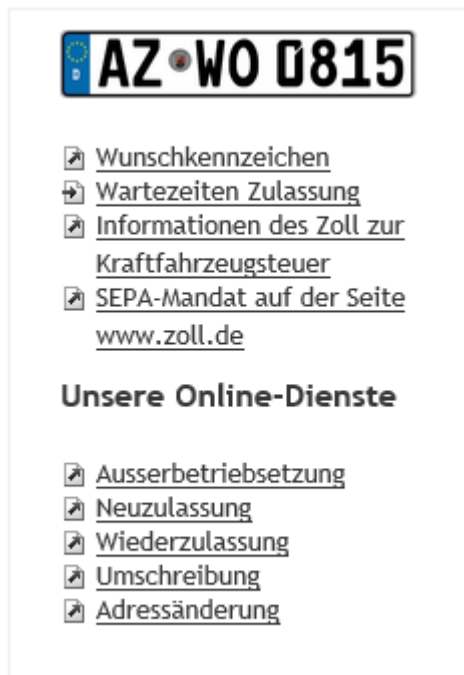 D
AZ WO 0815
Wunschkennzeichen
Wartezeiten Zulassung
Informationen des Zoll zur
Kraftfahrzeugsteuer
SEPA-Mandat auf der Seite
www.zoll.de
Unsere Online-Dienste
Ausserbetriebsetzung
Neuzulassung
Wiederzulassung
Umschreibung
Adressänderung